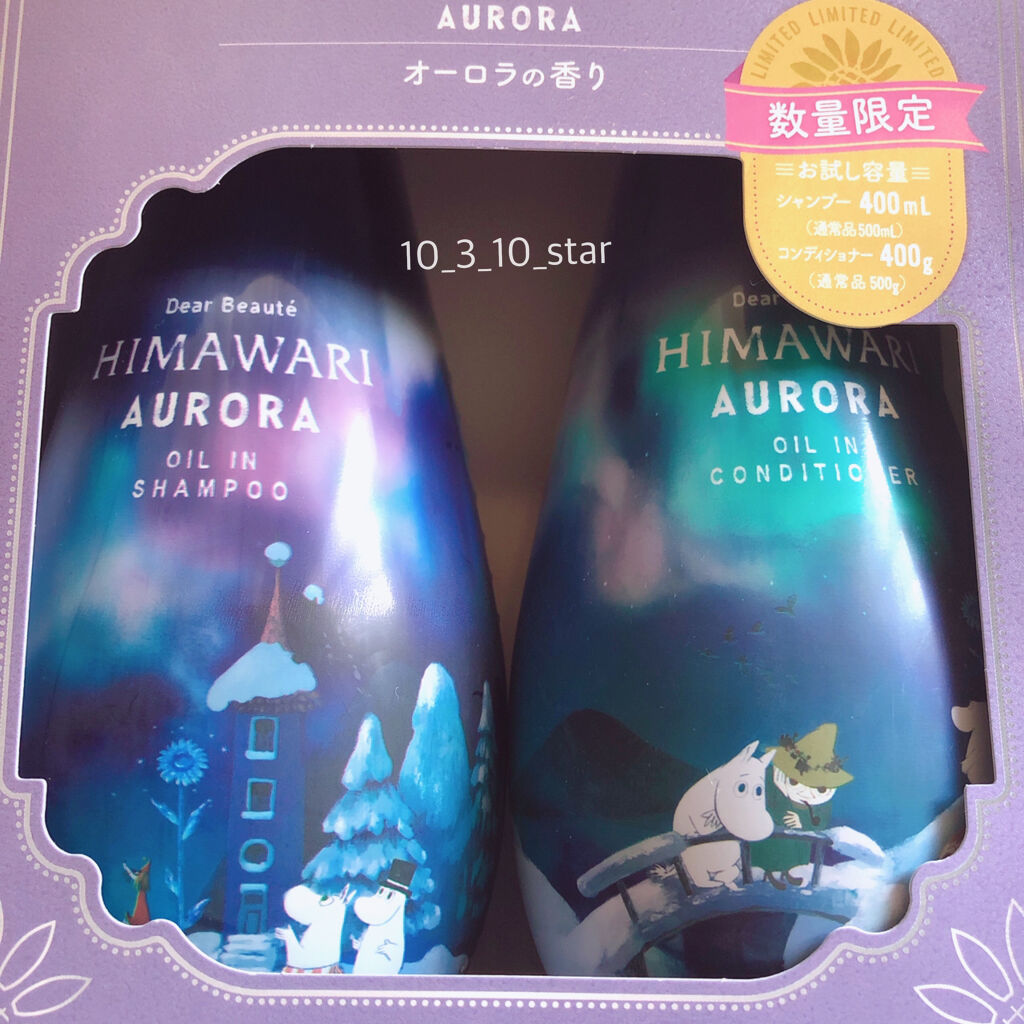 AURORA
オーロラの香り
LIMITED LIMITED LIMITED
数量限定
お試し容量
シャンプー 400mL
(通常品500mL)
コンディショナー 400g
(通常品500g)
10_3_10_star
Dear Beauté
HIMAWARI
AURORA
OIL IN
SHAMPOO
Dear
HIMAWARI
AURORA
OIL IN
CONDITIONER